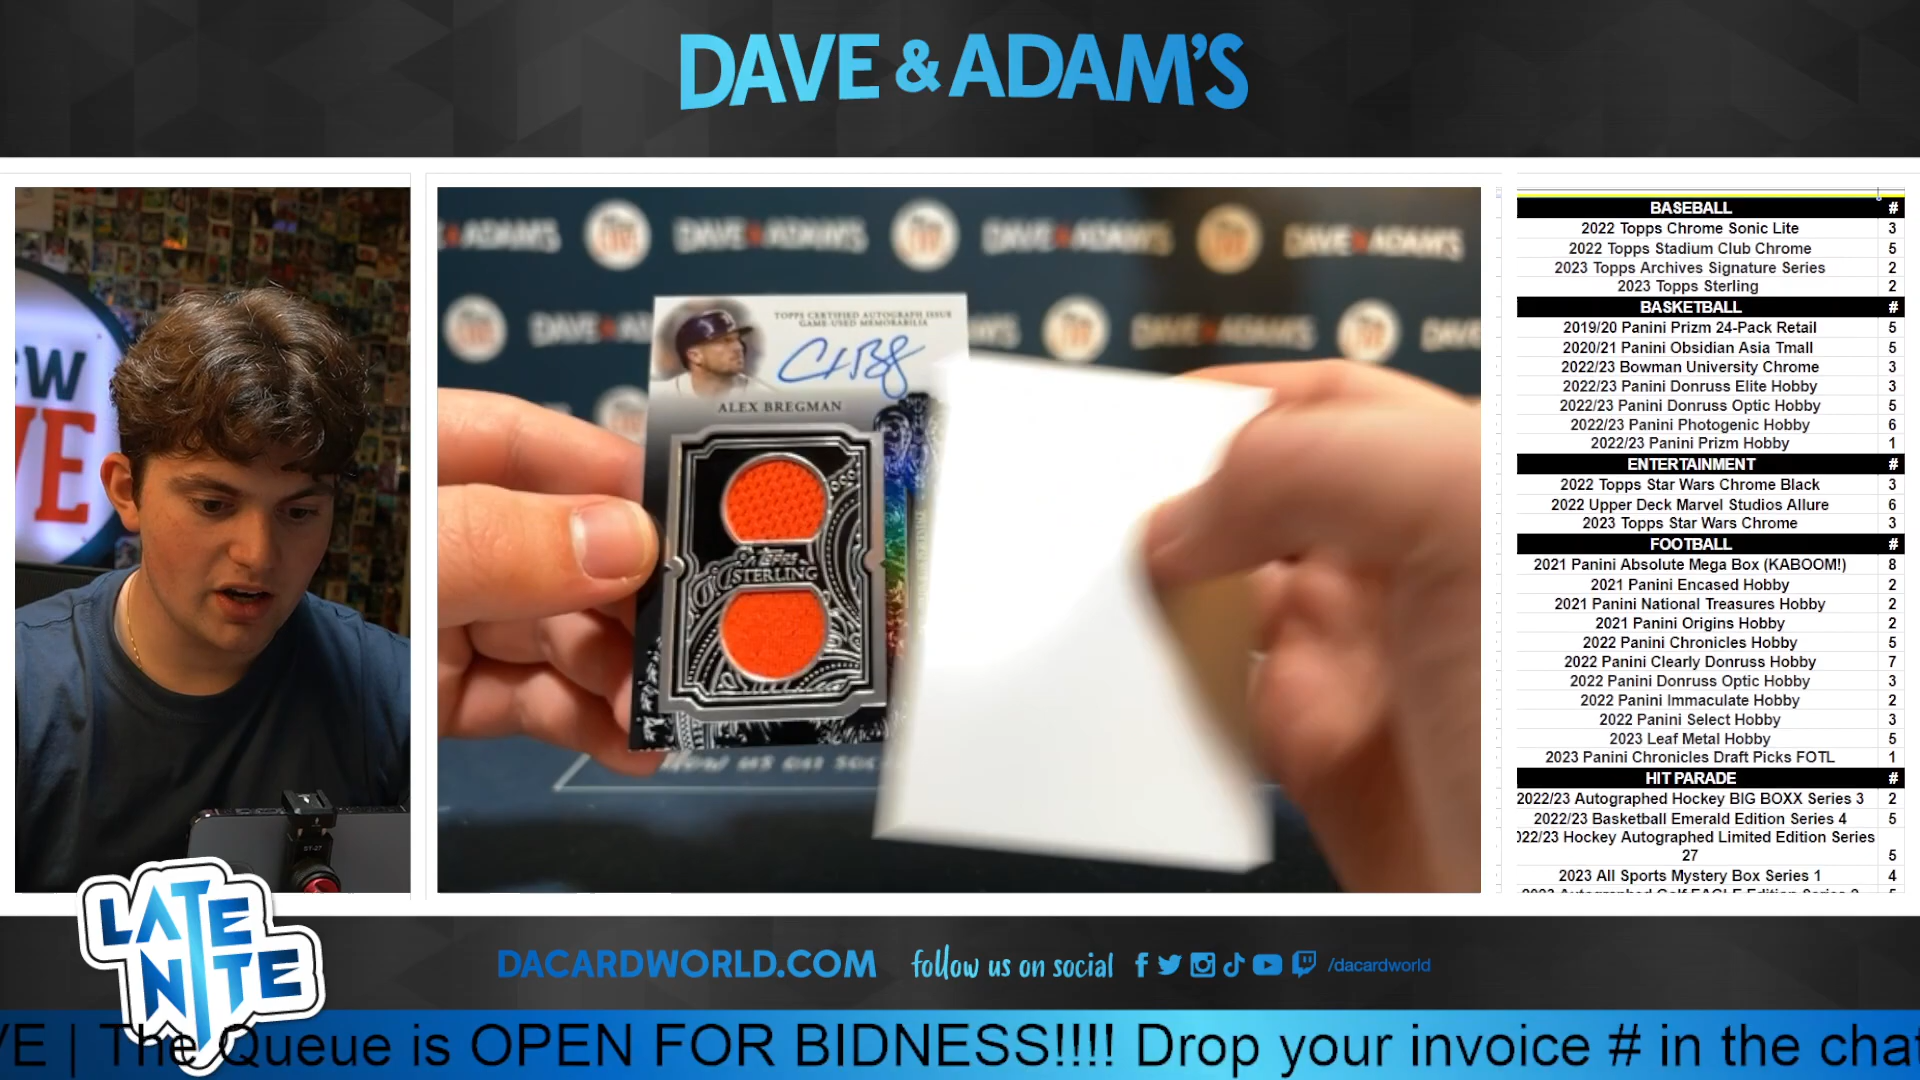 DAVE & ADAM'S
EW
VE
DAVE ADAM'S
TOPPS CERTIFIED AUTOGRAPH ISSUE
GAME-USED MEMORABILIA
ALEX BREGMAN
Topps
STERLING
BASEBALL #
2022 Topps Chrome Sonic Lite 3
2022 Topps Stadium Club Chrome 5
2023 Topps Archives Signature Series 2
2023 Topps Sterling 2
BASKETBALL #
2019/20 Panini Prizm 24-Pack Retail 5
2020/21 Panini Obsidian Asia Tmall 5
2022/23 Bowman University Chrome 3
2022/23 Panini Donruss Elite Hobby 3
2022/23 Panini Donruss Optic Hobby 5
2022/23 Panini Photogenic Hobby 6
2022/23 Panini Prizm Hobby 1
ENTERTAINMENT #
2022 Topps Star Wars Chrome Black 3
2022 Upper Deck Marvel Studios Allure 6
2023 Topps Star Wars Chrome 3
FOOTBALL #
2021 Panini Absolute Mega Box (KABOOM!) 8
2021 Panini Encased Hobby 2
2021 Panini National Treasures Hobby 2
2021 Panini Origins Hobby 2
2022 Panini Chronicles Hobby 5
2022 Panini Clearly Donruss Hobby 7
2022 Panini Donruss Optic Hobby 3
2022 Panini Immaculate Hobby 2
2022 Panini Select Hobby 3
2023 Leaf Metal Hobby 5
2023 Panini Chronicles Draft Picks FOTL 1
HIT PARADE #
2022/23 Autographed Hockey BIG BOXX Series 3 2
2022/23 Basketball Emerald Edition Series 4 5
022/23 Hockey Autographed Limited Edition Series
27 5
2023 All Sports Mystery Box Series 1 4
LATE
NITE
DACARDWORLD.COM follow us on social /dacardworld
VE | The Queue is OPEN FOR BIDNESS!!!! Drop your invoice # in the chat